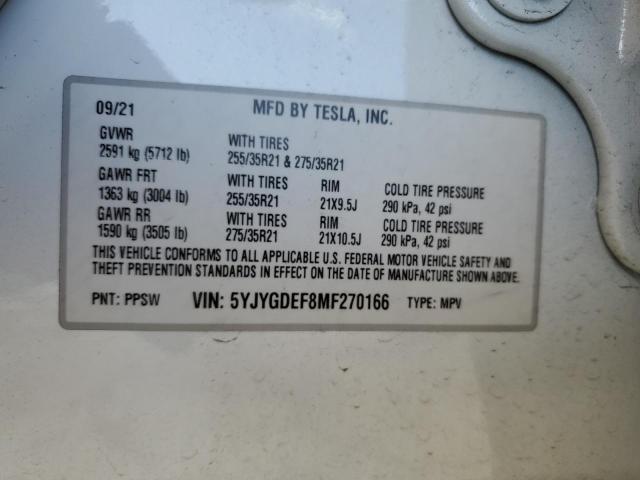 09/21 MFD BY TESLA, INC.
GVWR WITH TIRES
2591 kg (5712 lb) 255/35R21 & 275/35R21
GAWR FRT WITH TIRES RIM COLD TIRE PRESSURE
1363 kg (3004 lb) 255/35R21 21X9.5J 290 kPa, 42 psi
GAWR RR WITH TIRES RIM COLD TIRE PRESSURE
1590 kg (3505 lb) 275/35R21 21X10.5J 290 kPa, 42 psi
THIS VEHICLE CONFORMS TO ALL APPLICABLE U.S. FEDERAL MOTOR VEHICLE SAFETY AND
THEFT PREVENTION STANDARDS IN EFFECT ON THE DATE OF MANUFACTURE SHOWN ABOVE.
PNT: PPSW VIN: 5YJYGDEF8MF270166 TYPE: MPV